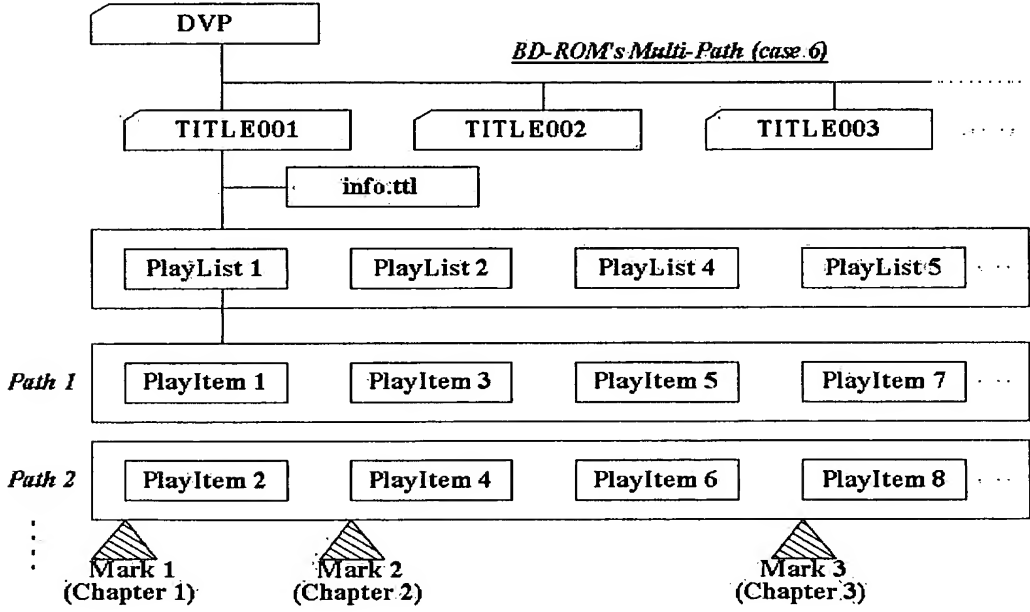 DVP
BD-ROM's Multi-Path (case 6)
TITLE001
TITLE002
TITLE003
info.ttl
PlayList 1
PlayList 2
PlayList 4
PlayList 5
Path 1
PlayItem 1
PlayItem 3
PlayItem 5
PlayItem 7
Path 2
PlayItem 2
PlayItem 4
PlayItem 6
PlayItem 8
Mark 1
(Chapter 1)
Mark 2
(Chapter 2)
Mark 3
(Chapter 3)